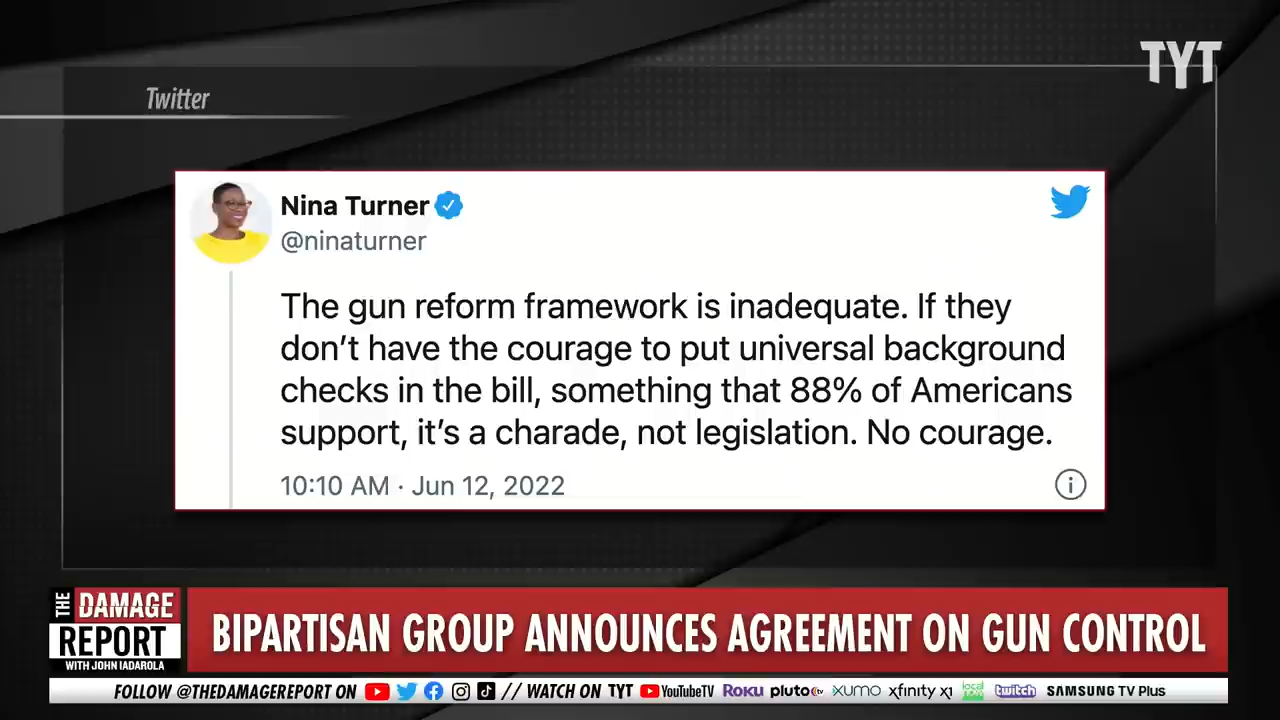 TYT
Twitter
Nina Turner
@ninaturner
The gun reform framework is inadequate. If they
don't have the courage to put universal background
checks in the bill, something that 88% of Americans
support, it's a charade, not legislation. No courage.
10:10 AM · Jun 12, 2022
THE DAMAGE
REPORT
WITH JOHN IADAROLA
BIPARTISAN GROUP ANNOUNCES AGREEMENT ON GUN CONTROL
FOLLOW @THEDAMAGEREPORT ON // WATCH ON TYT YouTubeTV Roku pluto tv xumo xfinity x1 local now twitch SAMSUNG TV Plus